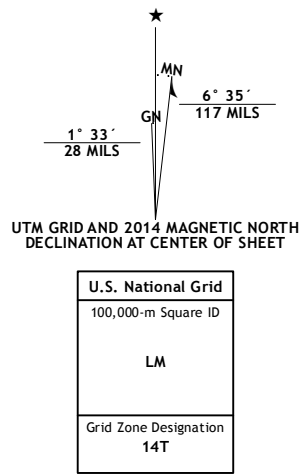 ★
MN
GN
6° 35´
117 MILS
1° 33´
28 MILS
UTM GRID AND 2014 MAGNETIC NORTH
DECLINATION AT CENTER OF SHEET
U.S. National Grid
100,000-m Square ID
LM
Grid Zone Designation
14T